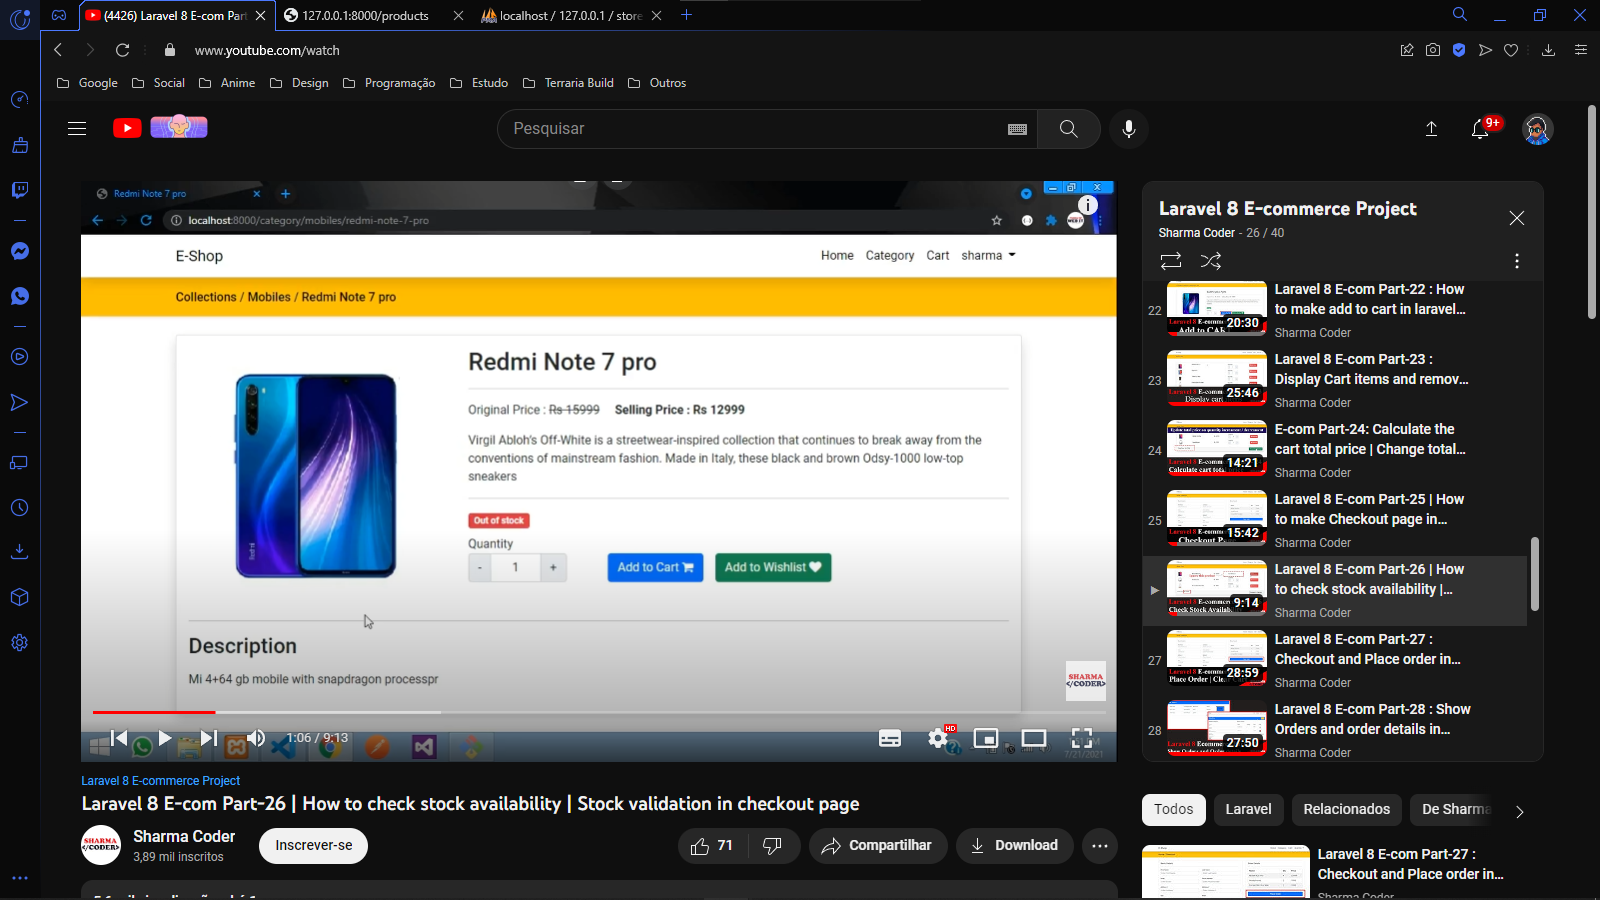 (4426) Laravel 8 E-com Part
127.0.0.1:8000/products
localhost / 127.0.0.1 / store
www.youtube.com/watch
Google
Social
Anime
Design
Programação
Estudo
Terraria Build
Outros
Pesquisar
9+
Redmi Note 7 pro
localhost:8000/category/mobiles/redmi-note-7-pro
E-Shop
Home
Category
Cart
sharma
Collections / Mobiles / Redmi Note 7 pro
Redmi Note 7 pro
Original Price : Rs 15999 Selling Price : Rs 12999
Virgil Abloh's Off-White is a streetwear-inspired collection that continues to break away from the
conventions of mainstream fashion. Made in Italy, these black and brown Odsy-1000 low-top
sneakers
Out of stock
Quantity
- 1 +
Add to Cart
Add to Wishlist
Description
Mi 4+64 gb mobile with snapdragon processpr
SHARMA
</CODER>
1:06 / 9:13
HD
7/21/2021
Laravel 8 E-commerce Project
Laravel 8 E-com Part-26 | How to check stock availability | Stock validation in checkout page
SHARMA
</CODER>
Sharma Coder
3,89 mil inscritos
Inscrever-se
71
Compartilhar
Download
Laravel 8 E-commerce Project
Sharma Coder - 26 / 40
22
20:30
Laravel 8 E-com Part-22 : How
to make add to cart in laravel...
Sharma Coder
23
25:46
Laravel 8 E-com Part-23 :
Display Cart items and remov...
Sharma Coder
24
14:21
E-com Part-24: Calculate the
cart total price | Change total...
Sharma Coder
25
15:42
Laravel 8 E-com Part-25 | How
to make Checkout page in...
Sharma Coder
9:14
Laravel 8 E-com Part-26 | How
to check stock availability |...
Sharma Coder
27
28:59
Laravel 8 E-com Part-27 :
Checkout and Place order in...
Sharma Coder
28
27:50
Laravel 8 E-com Part-28 : Show
Orders and order details in...
Sharma Coder
Todos
Laravel
Relacionados
De Sharma
Laravel 8 E-com Part-27 :
Checkout and Place order in...
Sharma Coder